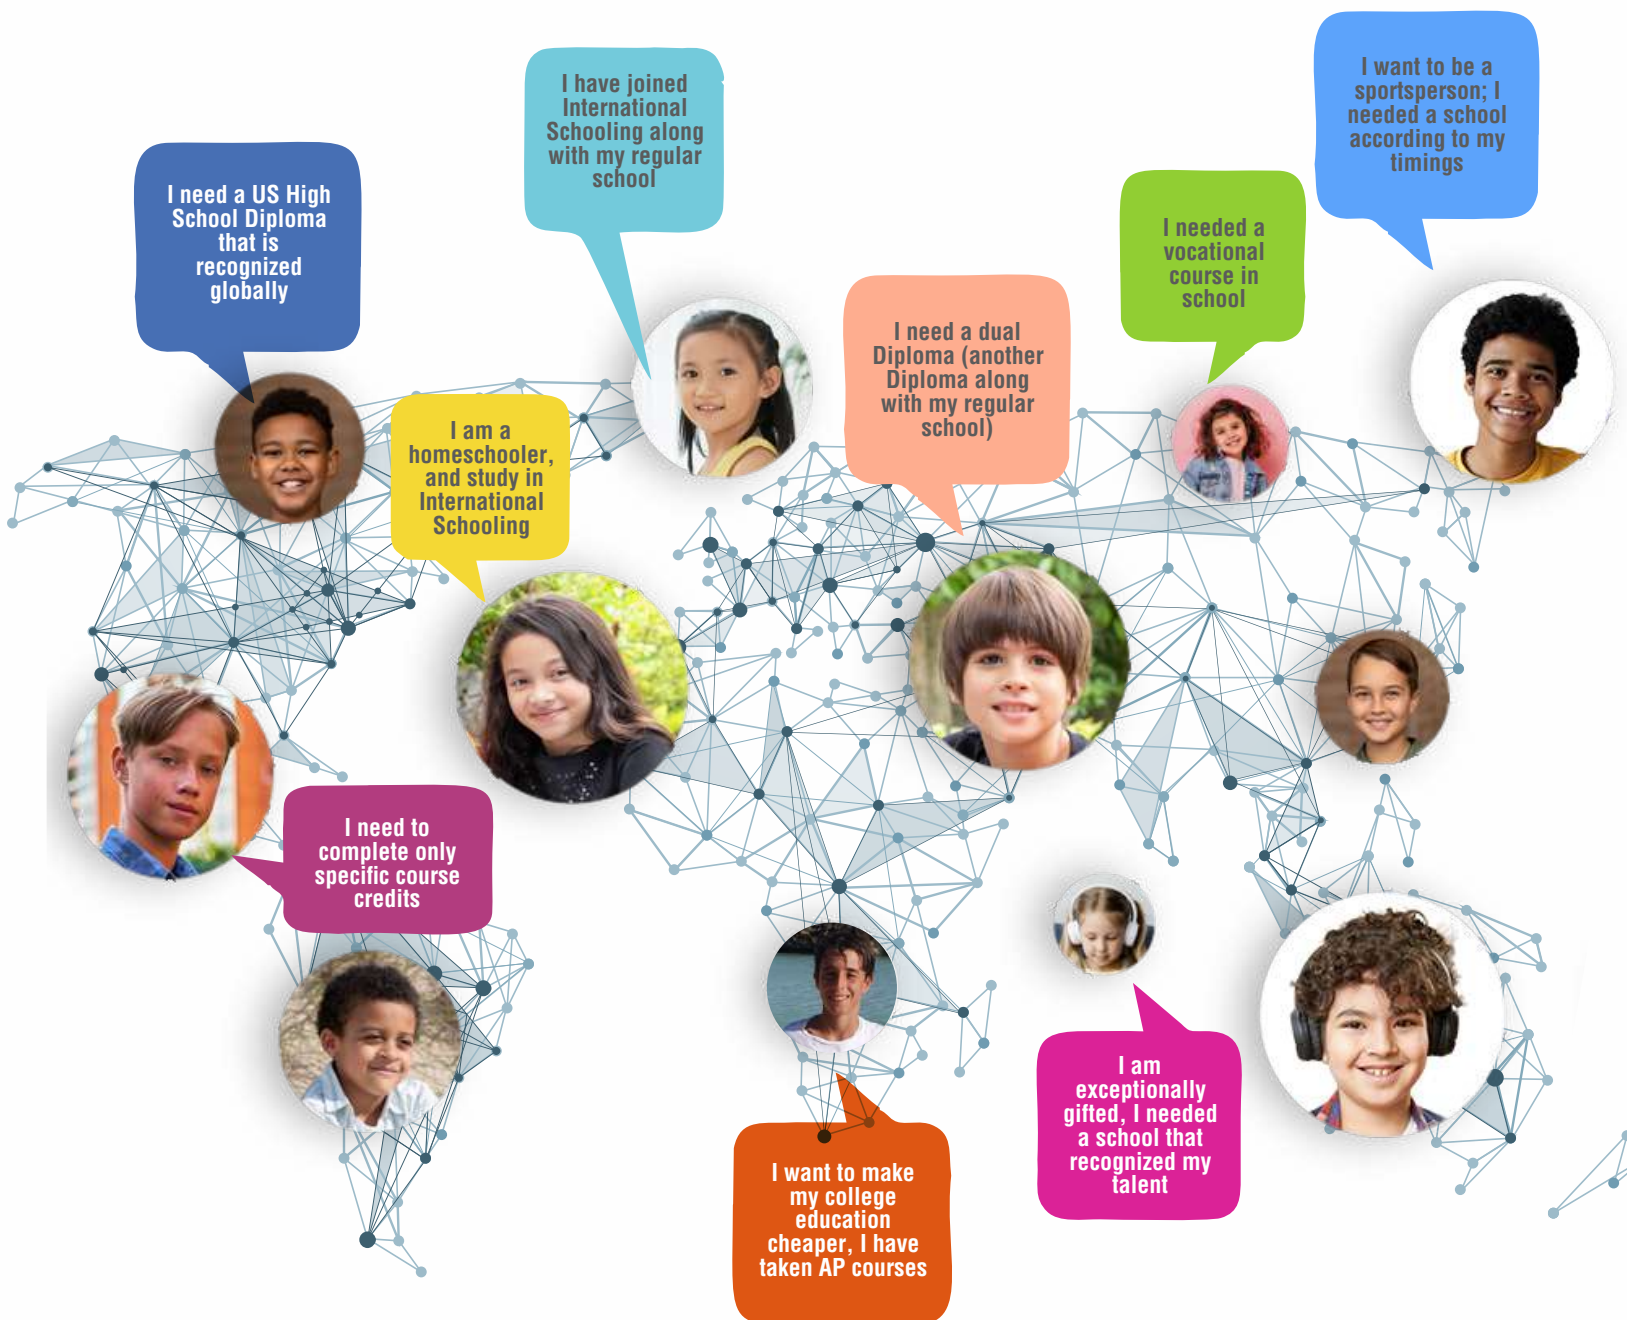 I want to be a
sportsperson; I
needed a school
according to my
timings
I have joined
International
Schooling along
with my regular
school
I need a US High
School Diploma
that is
recognized
globally
I needed a
vocational
course in
school
I need a dual
Diploma (another
Diploma along
with my regular
school)
I am a
homeschooler,
and study in
International
Schooling
I need to
complete only
specific course
credits
I am
exceptionally
gifted, I needed
a school that
recognized my
talent
I want to make
my college
education
cheaper, I have
taken AP courses